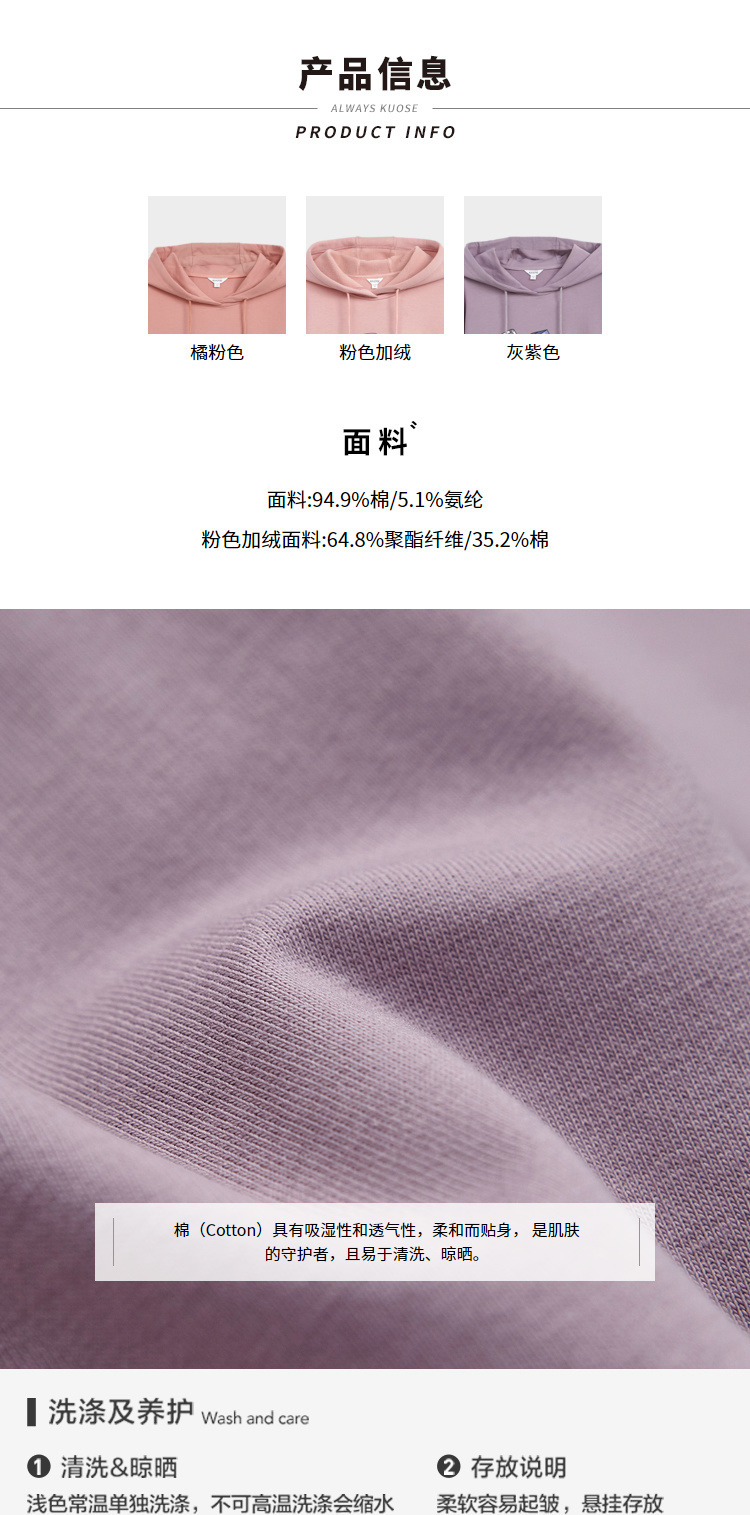 产品信息
ALWAYS KUOSE
PRODUCT INFO
橘粉色
粉色加绒
灰紫色
面料
面料:94.9%棉/5.1%氨纶
粉色加绒面料:64.8%聚酯纤维/35.2%棉
棉（Cotton）具有吸湿性和透气性，柔和而贴身， 是肌肤
的守护者，且易于清洗、晾晒。
洗涤及养护 Wash and care
1 清洗&晾晒
2 存放说明
浅色常温单独洗涤，不可高温洗涤会缩水
柔软容易起皱，悬挂存放